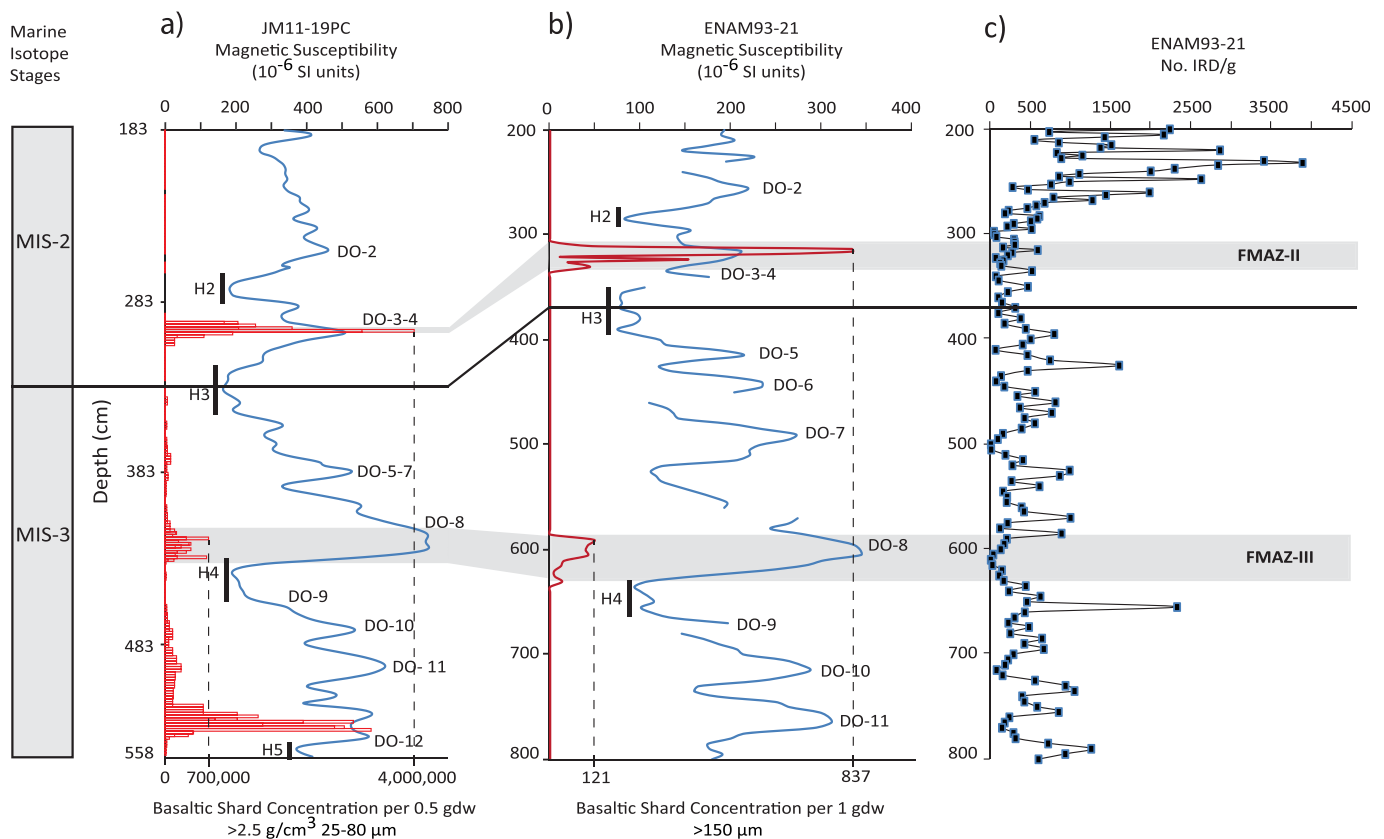 Marine
Isotope
Stages
MIS-2
MIS-3
a)
JM11-19PC
Magnetic Susceptibility
(10⁻⁶ SI units)
0 200 400 600 800
183
283
383
483
558
Depth (cm)
DO-2
H2
DO-3-4
H3
DO-5-7
DO-8
H4
DO-9
DO-10
DO- 11
DO-12
H5
0 700,000 4,000,000
Basaltic Shard Concentration per 0.5 gdw
>2.5 g/cm³ 25-80 µm
b)
ENAM93-21
Magnetic Susceptibility
(10⁻⁶ SI units)
0 100 200 300 400
200
300
400
500
600
700
800
DO-2
H2
DO-3-4
H3
DO-5
DO-6
DO-7
DO-8
H4
DO-9
DO-10
DO-11
121 837
Basaltic Shard Concentration per 1 gdw
>150 µm
c)
ENAM93-21
No. IRD/g
0 500 1500 2500 3500 4500
200
300
400
500
600
700
800
FMAZ-II
FMAZ-III